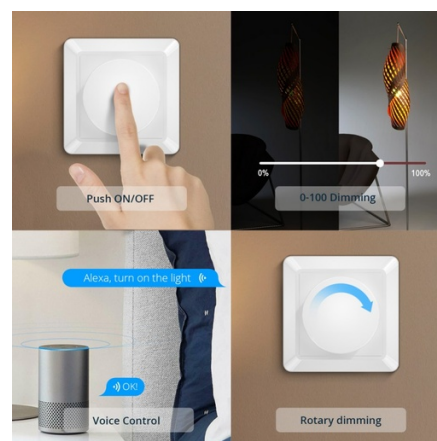 Push ON/OFF
0%
100%
0-100 Dimming
Alexa, turn on the light
OK!
Voice Control
Rotary dimming